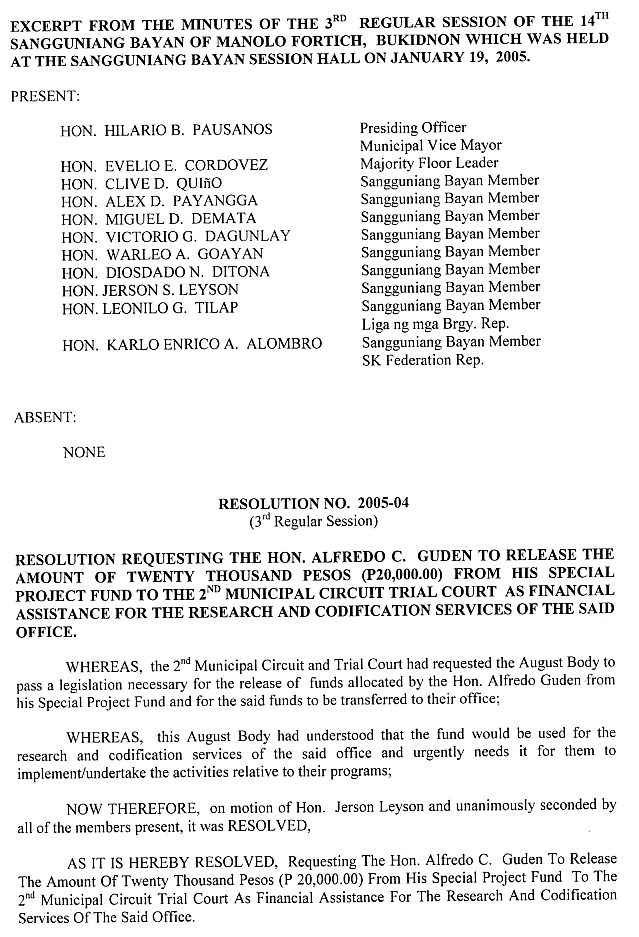 EXCERPT FROM THE MINUTES OF THE 3RD REGULAR SESSION OF THE 14TH
SANGGUNIANG BAYAN OF MANOLO FORTICH, BUKIDNON WHICH WAS HELD
AT THE SANGGUNIANG BAYAN SESSION HALL ON JANUARY 19, 2005.
PRESENT:
HON. HILARIO B. PAUSANOS Presiding Officer
Municipal Vice Mayor
HON. EVELIO E. CORDOVEZ Majority Floor Leader
HON. CLIVE D. QUIñO Sangguniang Bayan Member
HON. ALEX D. PAYANGGA Sangguniang Bayan Member
HON. MIGUEL D. DEMATA Sangguniang Bayan Member
HON. VICTORIO G. DAGUNLAY Sangguniang Bayan Member
HON. WARLEO A. GOAYAN Sangguniang Bayan Member
HON. DIOSDADO N. DITONA Sangguniang Bayan Member
HON. JERSON S. LEYSON Sangguniang Bayan Member
HON. LEONILO G. TILAP Sangguniang Bayan Member
Liga ng mga Brgy. Rep.
HON. KARLO ENRICO A. ALOMBRO Sangguniang Bayan Member
SK Federation Rep.
ABSENT:
NONE
RESOLUTION NO. 2005-04
(3rd Regular Session)
RESOLUTION REQUESTING THE HON. ALFREDO C. GUDEN TO RELEASE THE
AMOUNT OF TWENTY THOUSAND PESOS (P20,000.00) FROM HIS SPECIAL
PROJECT FUND TO THE 2ND MUNICIPAL CIRCUIT TRIAL COURT AS FINANCIAL
ASSISTANCE FOR THE RESEARCH AND CODIFICATION SERVICES OF THE SAID
OFFICE.
WHEREAS, the 2nd Municipal Circuit and Trial Court had requested the August Body to
pass a legislation necessary for the release of funds allocated by the Hon. Alfredo Guden from
his Special Project Fund and for the said funds to be transferred to their office;
WHEREAS, this August Body had understood that the fund would be used for the
research and codification services of the said office and urgently needs it for them to
implement/undertake the activities relative to their programs;
NOW THEREFORE, on motion of Hon. Jerson Leyson and unanimously seconded by
all of the members present, it was RESOLVED,
AS IT IS HEREBY RESOLVED, Requesting The Hon. Alfredo C. Guden To Release
The Amount Of Twenty Thousand Pesos (P 20,000.00) From His Special Project Fund To The
2nd Municipal Circuit Trial Court As Financial Assistance For The Research And Codification
Services Of The Said Office.